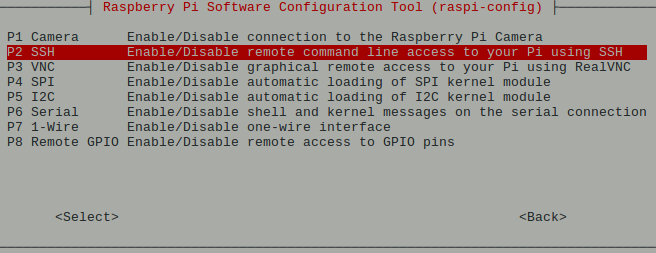 Raspberry Pi Software Configuration Tool (raspi-config)
P1 Camera Enable/Disable connection to the Raspberry Pi Camera
P2 SSH Enable/Disable remote command line access to your Pi using SSH
P3 VNC Enable/Disable graphical remote access to your Pi using RealVNC
P4 SPI Enable/Disable automatic loading of SPI kernel module
P5 I2C Enable/Disable automatic loading of I2C kernel module
P6 Serial Enable/Disable shell and kernel messages on the serial connection
P7 1-Wire Enable/Disable one-wire interface
P8 Remote GPIO Enable/Disable remote access to GPIO pins
<Select> <Back>